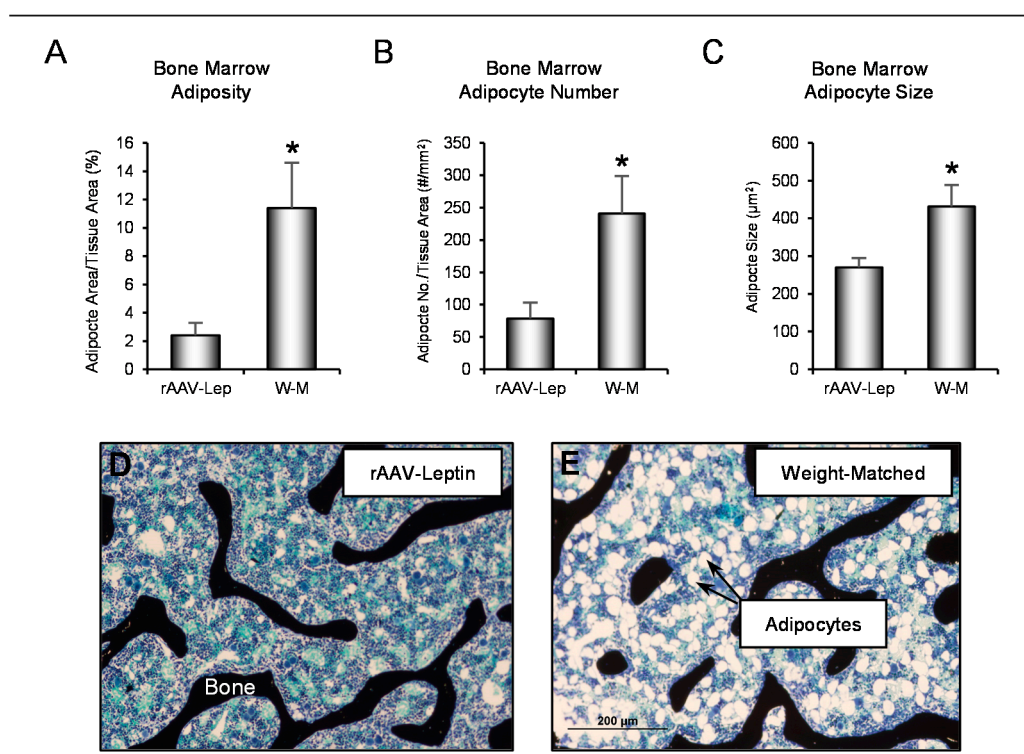 A
Bone Marrow
Adiposity
Adipocte Area/Tissue Area (%)
16
14
12
10
8
6
4
2
0
*
rAAV-Lep
W-M
B
Bone Marrow
Adipocyte Number
Adipocte No./Tissue Area (#/mm²)
350
300
250
200
150
100
50
0
*
rAAV-Lep
W-M
C
Bone Marrow
Adipocyte Size
Adipocte Size (μm²)
600
500
400
300
200
100
0
*
rAAV-Lep
W-M
D
rAAV-Leptin
Bone
E
Weight-Matched
Adipocytes
200 μm